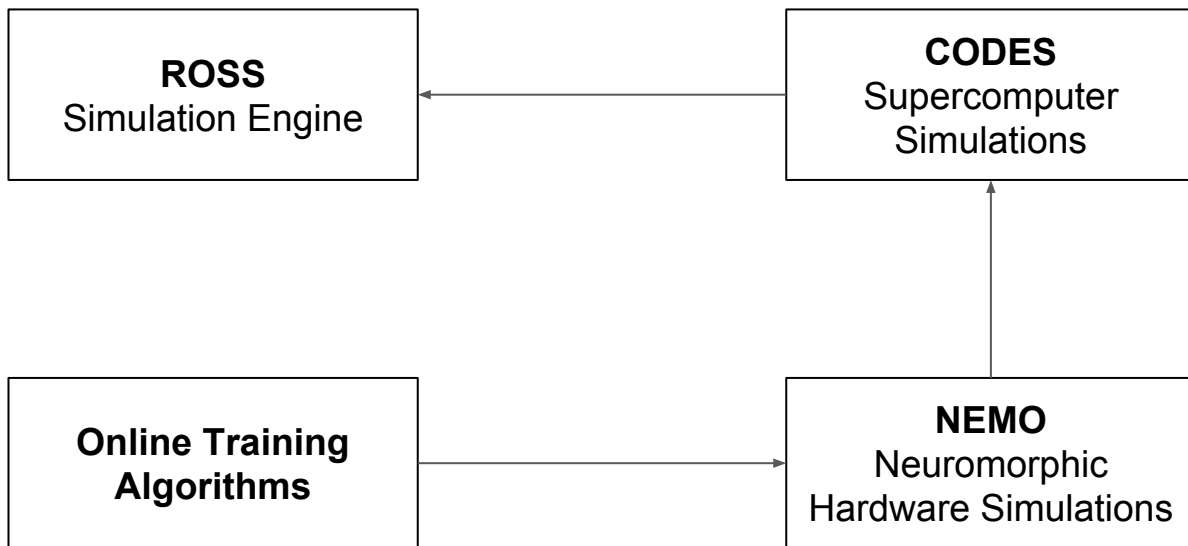 ROSS
Simulation Engine
CODES
Supercomputer
Simulations
Online Training
Algorithms
NEMO
Neuromorphic
Hardware Simulations